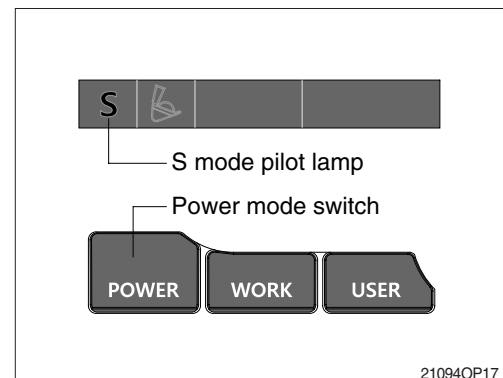 S
S mode pilot lamp
Power mode switch
POWER WORK USER
21094OP17